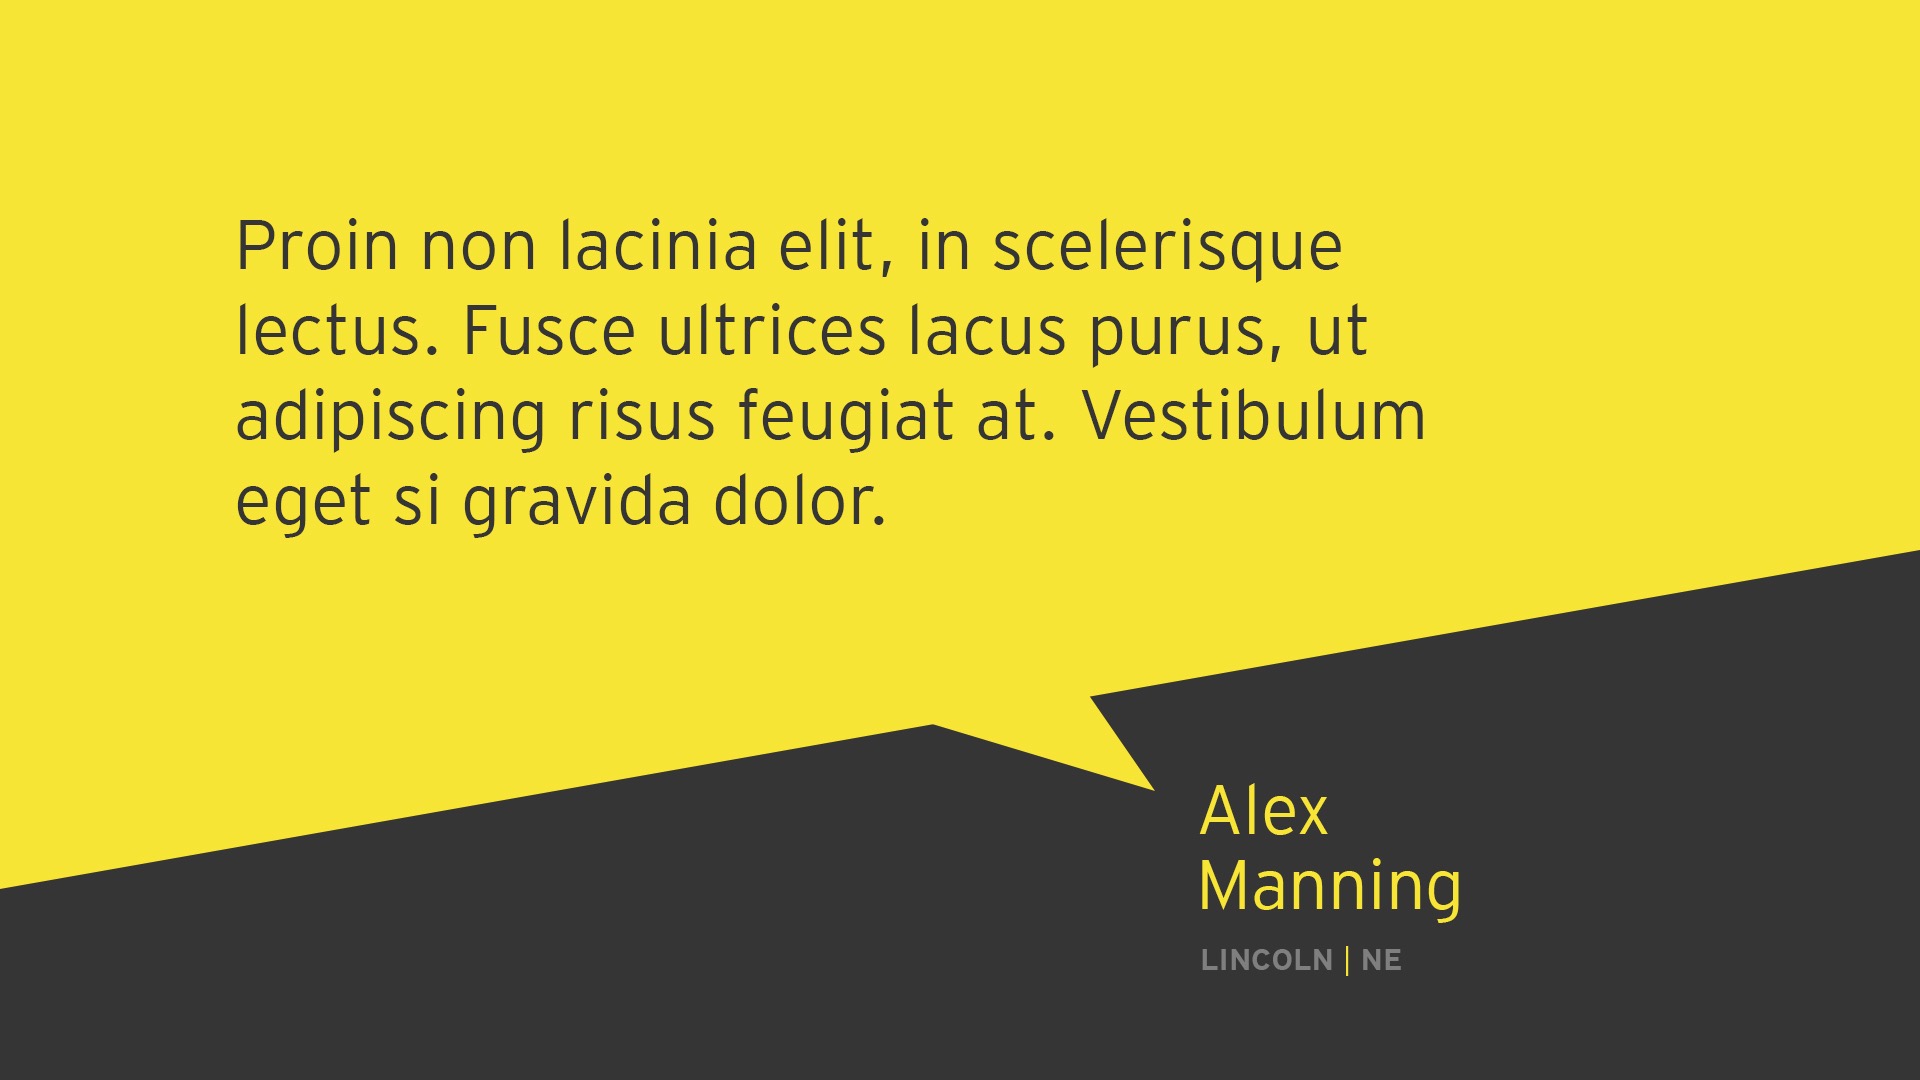 Proin non lacinia elit, in scelerisque
lectus. Fusce ultrices lacus purus, ut
adipiscing risus feugiat at. Vestibulum
eget si gravida dolor.
Alex
Manning
LINCOLN | NE